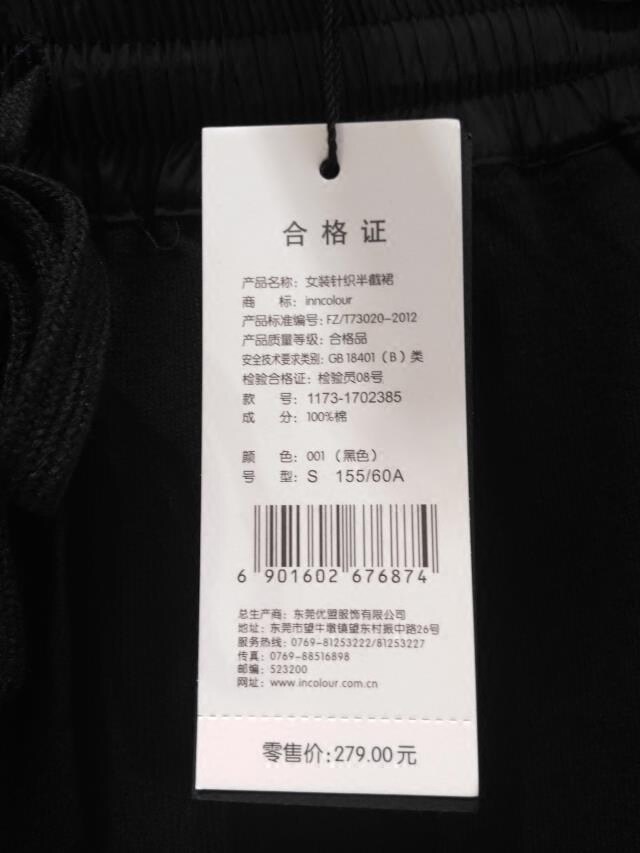 合格证
产品名称：女装针织半截裙
商 标：inncolour
产品标准编号：FZ/T73020-2012
产品质量等级：合格品
安全技术要求类别：GB 18401（B）类
检验合格证：检验员08号
款 号：1173-1702385
成 分：100%棉
颜 色：001（黑色）
号 型：S 155/60A
6 901602 676874
总生产商：东莞优盟服饰有限公司
地址：东莞市望牛墩镇望东村振中路26号
服务热线：0769-81253222/81253227
传真：0769-88516898
邮编：523200
网址：www.incolour.com.cn
零售价：279.00元